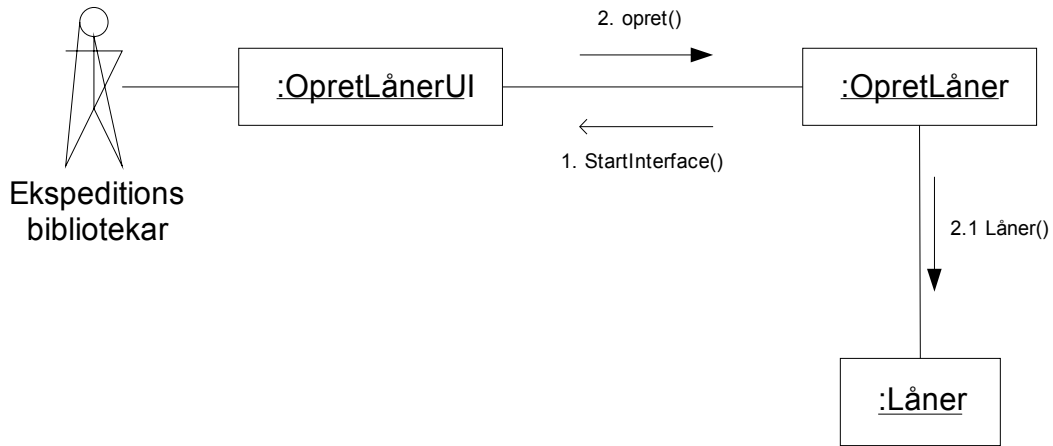 2. opret()
:OpretLånerUI
:OpretLåner
1. StartInterface()
Ekspeditions
bibliotekar
2.1 Låner()
:Låner